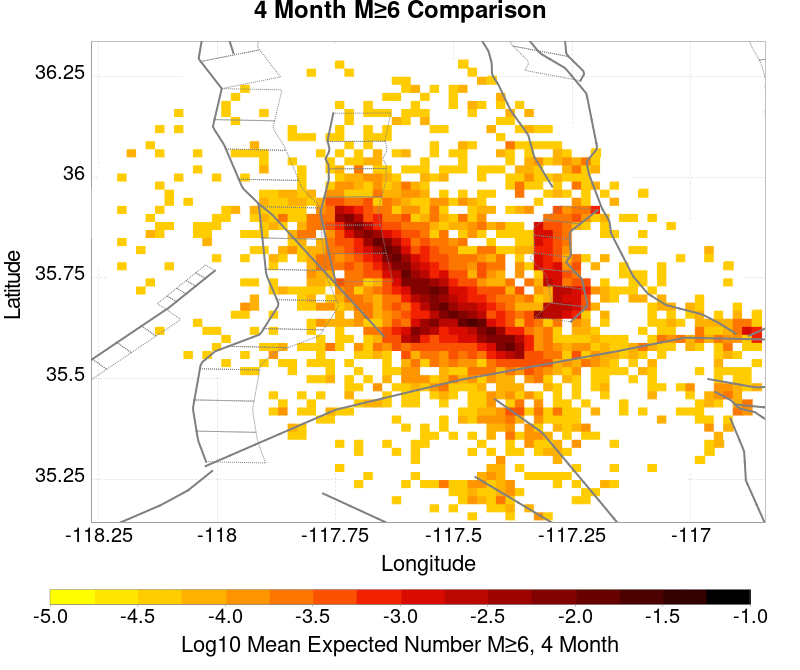 4 Month M≥6 Comparison
36.25
36
35.75
35.5
35.25
Latitude
-118.25 -118 -117.75 -117.5 -117.25 -117
Longitude
-5.0 -4.5 -4.0 -3.5 -3.0 -2.5 -2.0 -1.5 -1.0
Log10 Mean Expected Number M≥6, 4 Month